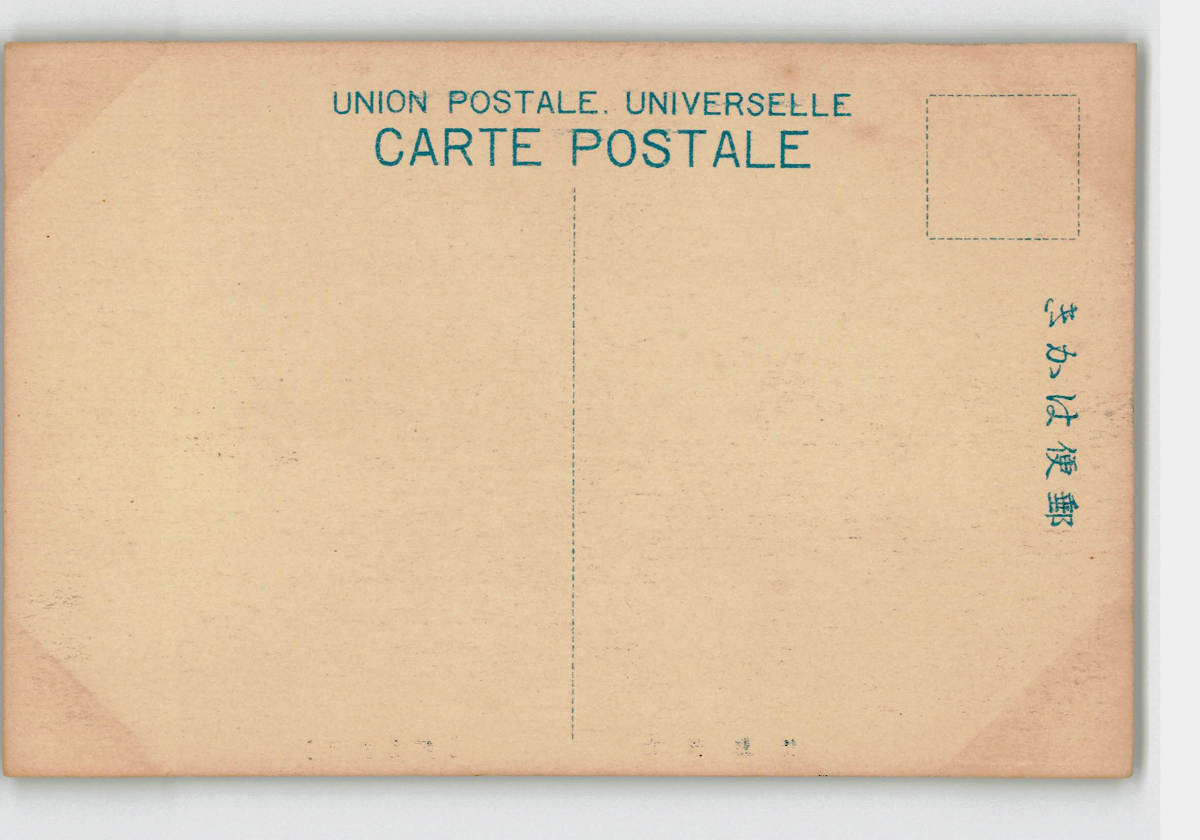 UNION POSTALE. UNIVERSELLE
CARTE POSTALE
郵便はかき